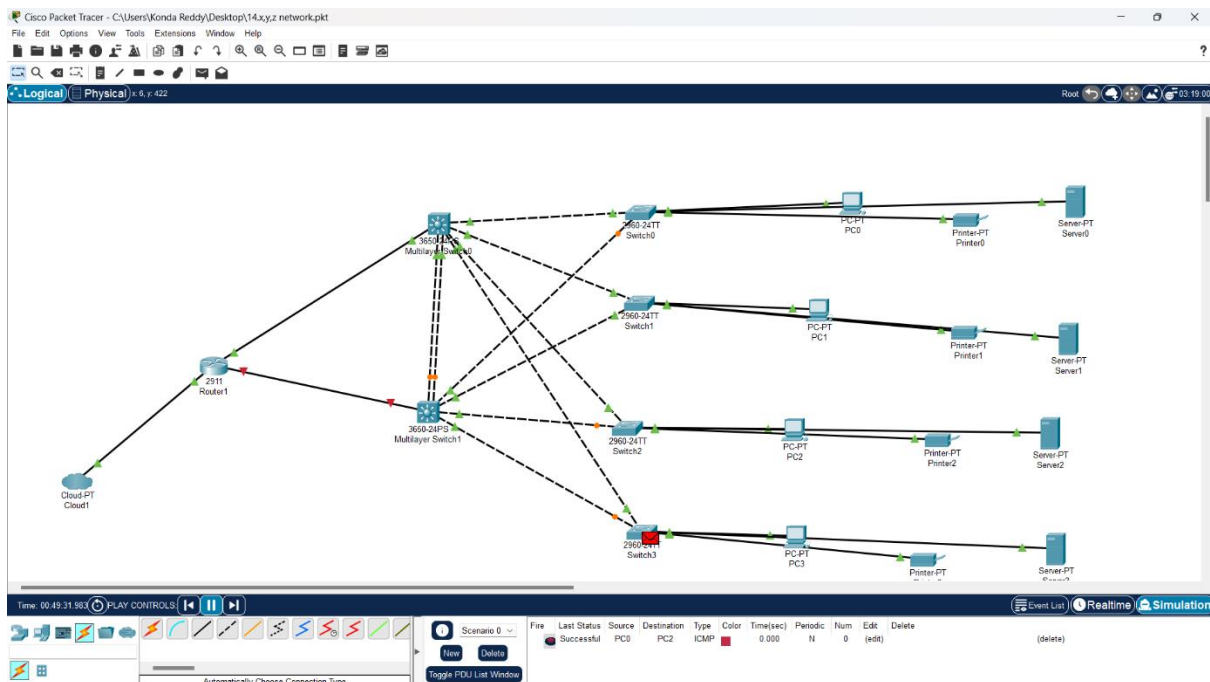 Cisco Packet Tracer - C:\Users\Konda Reddy\Desktop\14.x,y,z network.pkt
File Edit Options View Tools Extensions Window Help
?
Logical Physical x: 6, y: 422 Root 03:19:00
3650-24PS
Multilayer Switch0
2960-24TT
Switch0
PC-PT
PC0
Printer-PT
Printer0
Server-PT
Server0
2960-24TT
Switch1
PC-PT
PC1
Printer-PT
Printer1
Server-PT
Server1
2911
Router1
3650-24PS
Multilayer Switch1
2960-24TT
Switch2
PC-PT
PC2
Printer-PT
Printer2
Server-PT
Server2
Cloud-PT
Cloud1
2960-24TT
Switch3
PC-PT
PC3
Printer-PT
Server-PT
Time: 00:49:31.983 PLAY CONTROLS: Event List Realtime Simulation
Scenario 0
New Delete
Toggle PDU List Window
Fire Last Status Source Destination Type Color Time(sec) Periodic Num Edit Delete
Successful PC0 PC2 ICMP 0.000 N 0 (edit) (delete)
Automatically Choose Connection Type